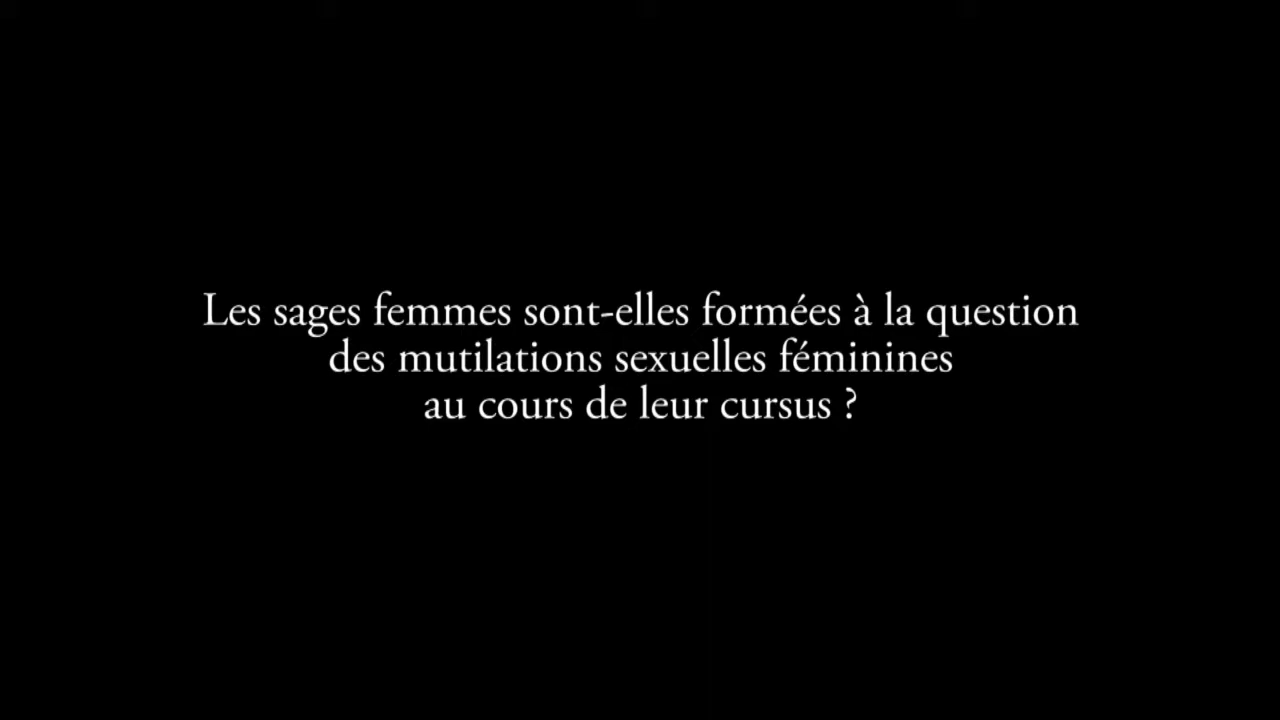 Les sages femmes sont-elles formées à la question
des mutilations sexuelles féminines
au cours de leur cursus ?